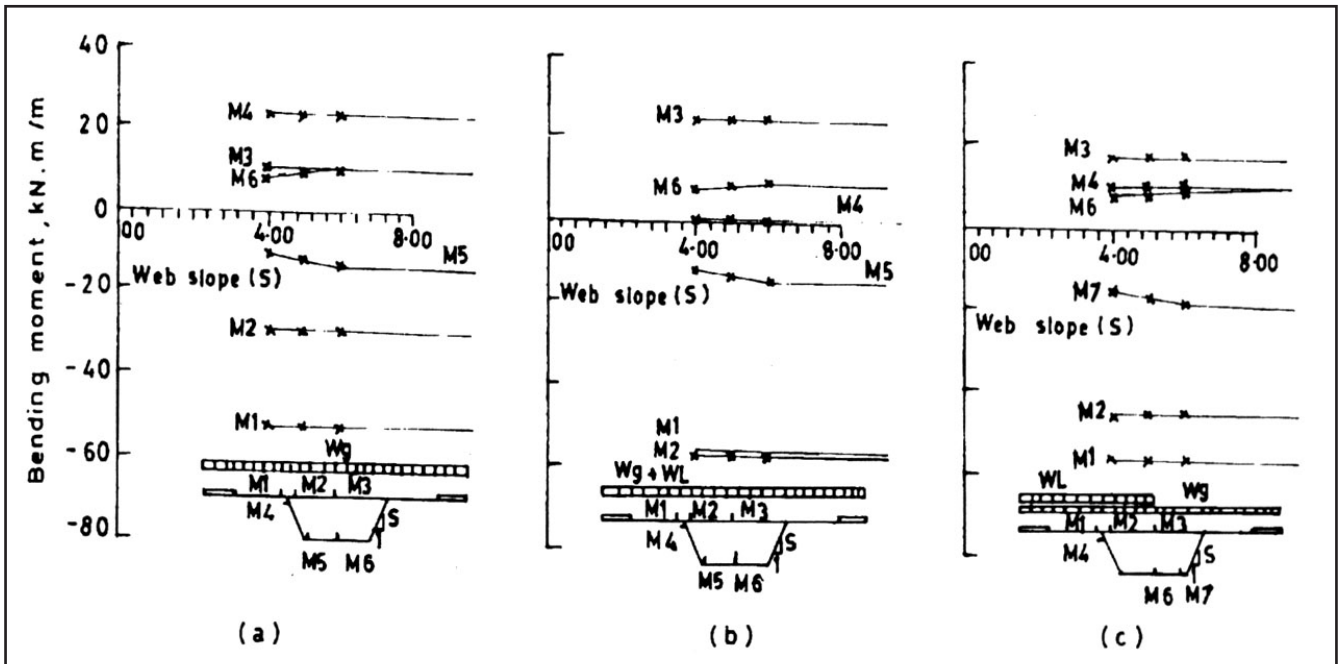 Bending moment, kN.m/m
40
20
0
-20
-40
-60
-80
M4
M3
M6
.00
4.00
8.00
M5
Web slope (S)
M2
M1
Wg
M1 M2 M3
M4
S
M5 M6
(a)
M3
M6
M4
.00
4.00
8.00
M5
Web slope (S)
M1
M2
Wg + WL
M1 M2 M3
M4
S
M5 M6
(b)
M3
M4
M6
.00
4.00
8.00
M7
Web slope (S)
M2
M1
WL
Wg
M1 M2 M3
M4
S
M6 M7
(c)